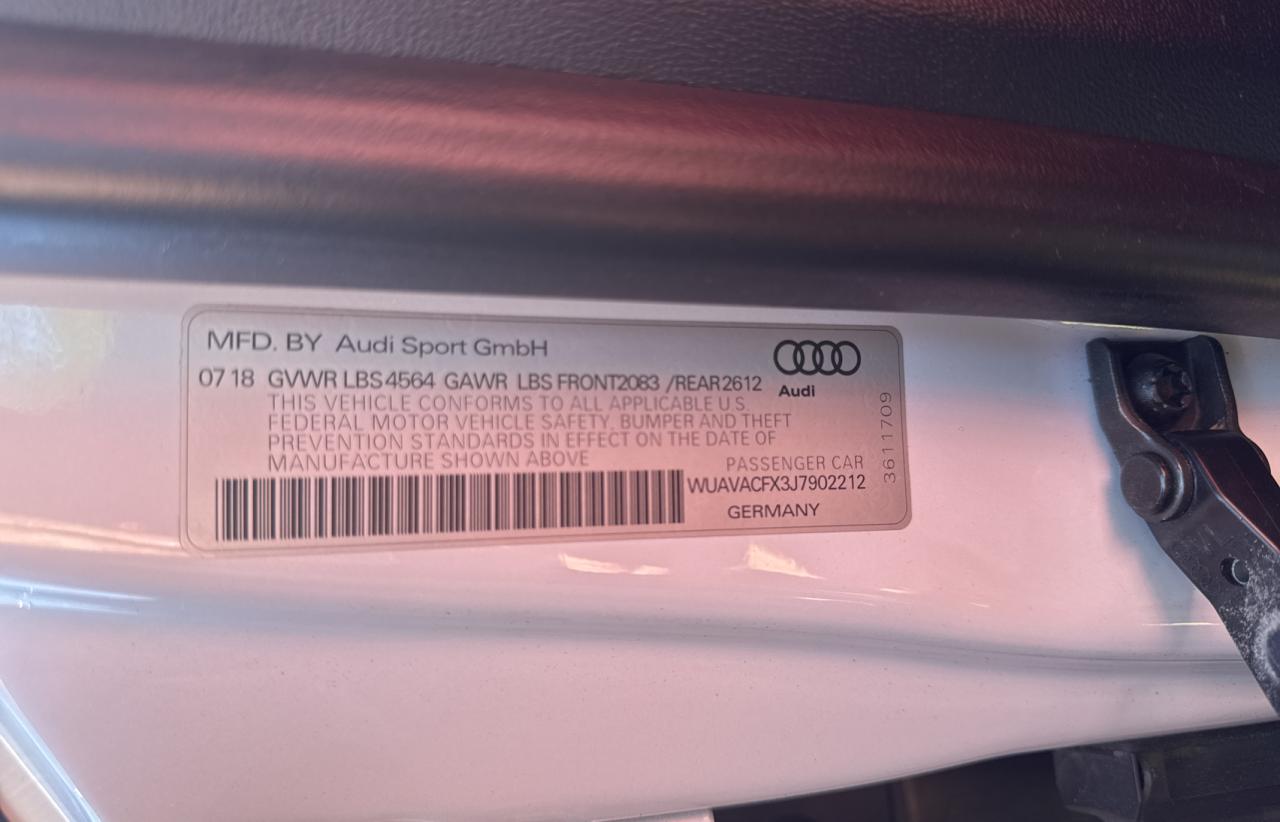 MFD. BY Audi Sport GmbH
07 18 GVWR LBS 4564 GAWR LBS FRONT2083 /REAR 2612
Audi
THIS VEHICLE CONFORMS TO ALL APPLICABLE U.S.
FEDERAL MOTOR VEHICLE SAFETY, BUMPER AND THEFT
PREVENTION STANDARDS IN EFFECT ON THE DATE OF
MANUFACTURE SHOWN ABOVE
PASSENGER CAR
WUAVACFX3J7902212
GERMANY
3611709